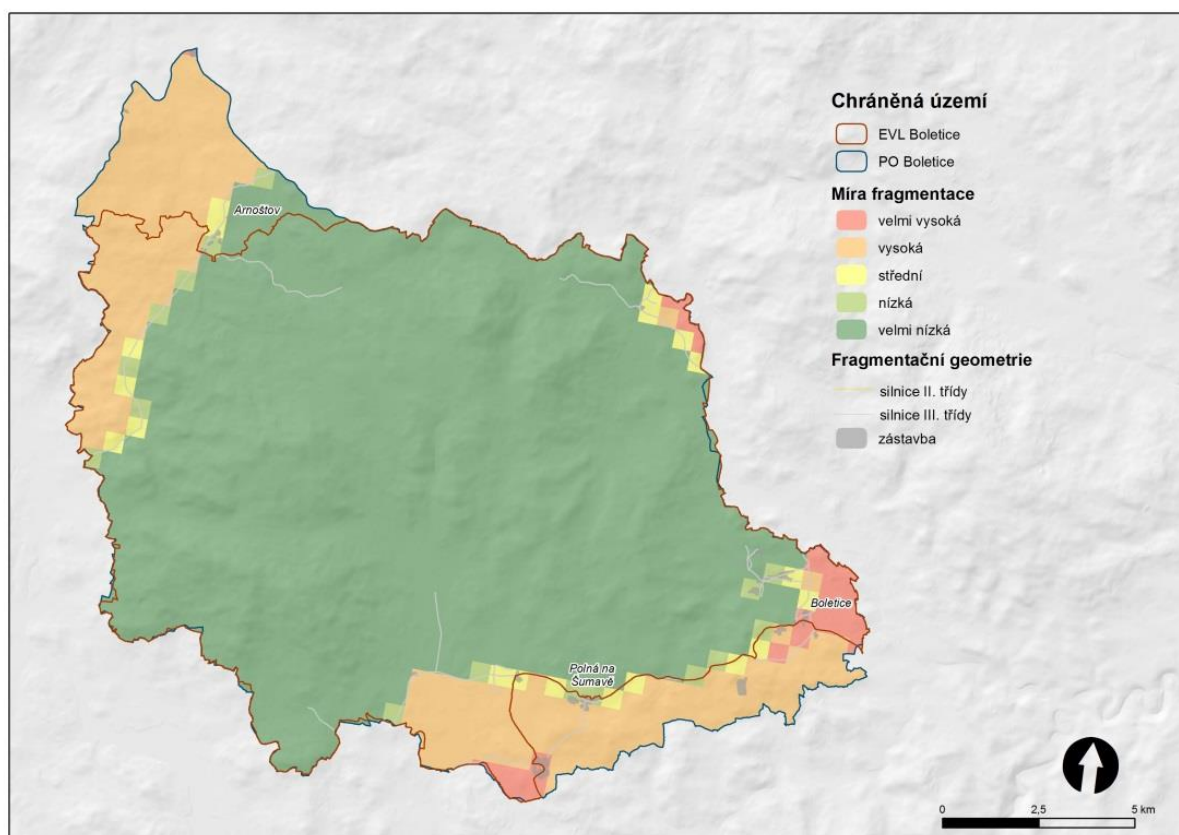 Chráněná území
EVL Boletice
PO Boletice
Míra fragmentace
velmi vysoká
vysoká
střední
nízká
velmi nízká
Fragmentační geometrie
silnice II. třídy
silnice III. třídy
zástavba
Arnoštov
Boletice
Polná na
Šumavě
0 2,5 5 km